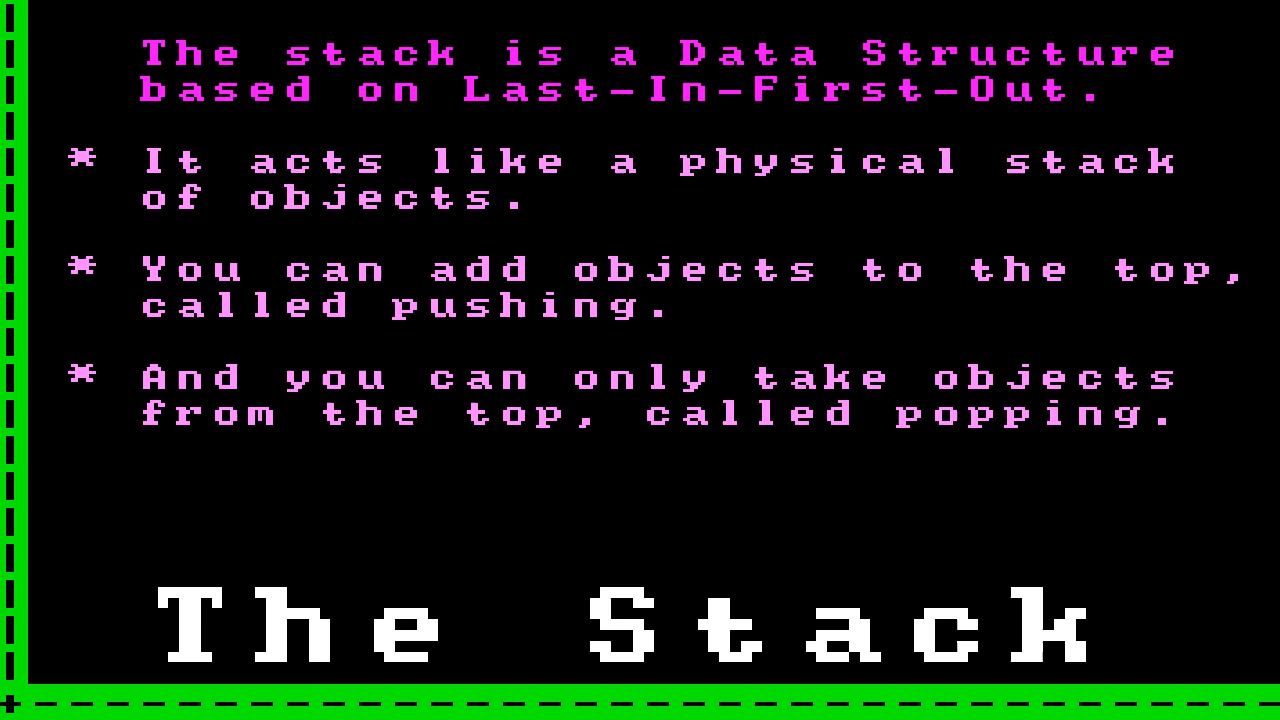 The stack is a Data Structure
based on Last-In-First-Out.
* It acts like a physical stack
of objects.
* You can add objects to the top,
called pushing.
* And you can only take objects
from the top, called popping.
The Stack